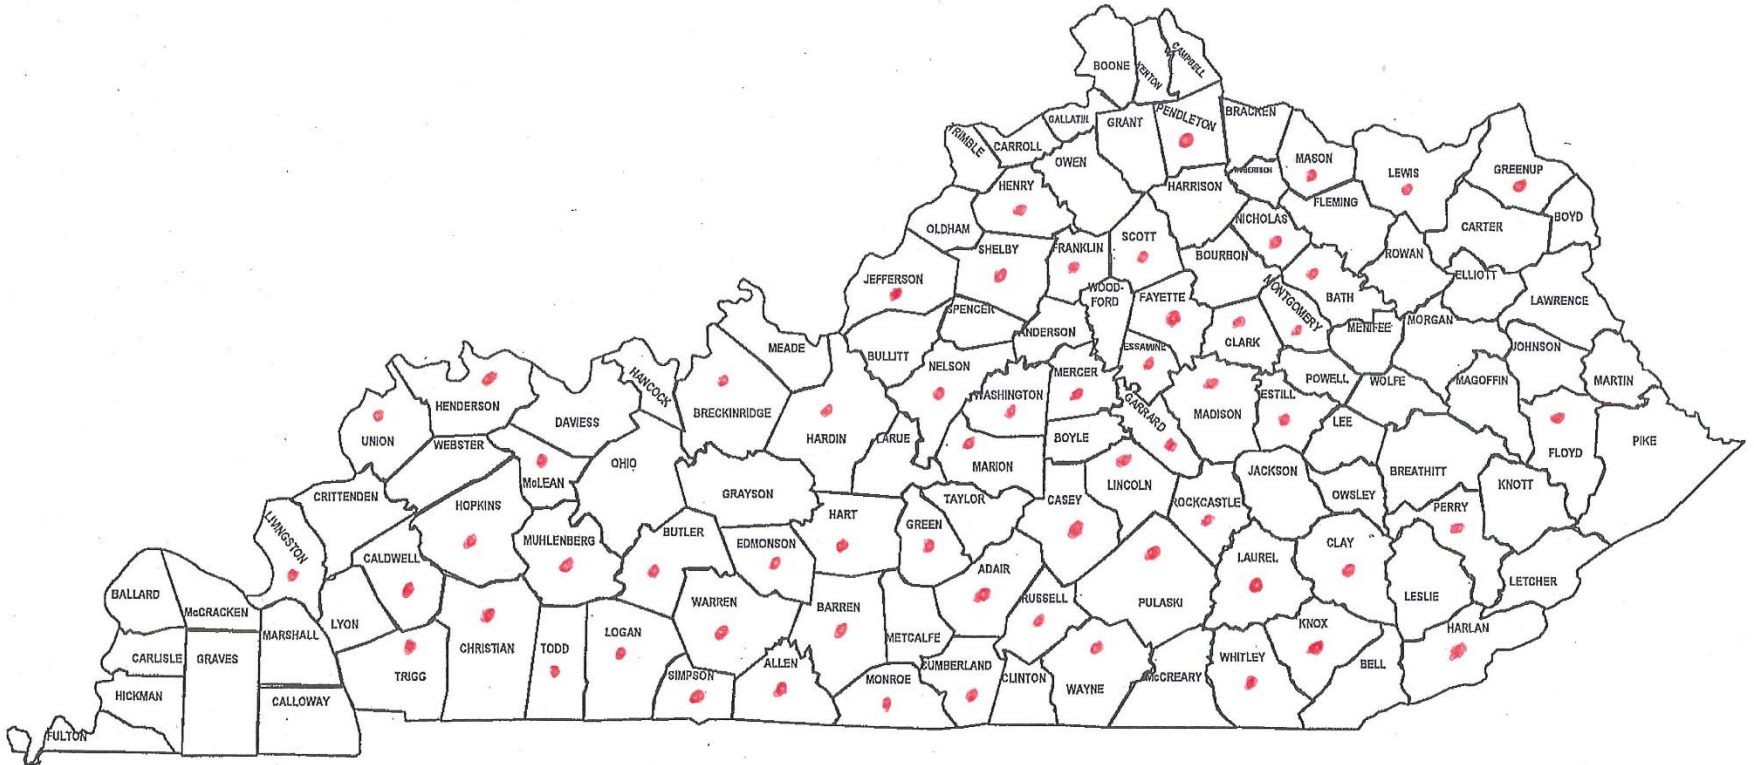 BOONE
KENTON
CAMPBELL
GALLATIN
GRANT
PENDLETON
BRACKEN
TRIMBLE
CARROLL
OWEN
MASON
LEWIS
GREENUP
HENRY
HARRISON
FLEMING
BOYD
OLDHAM
NICHOLAS
CARTER
SHELBY
FRANKLIN
SCOTT
BOURBON
ROWAN
JEFFERSON
ELLIOTT
WOOD-
FORD
FAYETTE
MONTGOMERY
BATH
LAWRENCE
SPENCER
ANDERSON
MENIFEE
MORGAN
CLARK
MEADE
BULLITT
JOHNSON
NELSON
MERCER
HANCOCK
POWELL
WOLFE
MAGOFFIN
MARTIN
HENDERSON
BRECKINRIDGE
WASHINGTON
GARRARD
MADISON
ESTILL
UNION
DAVIESS
HARDIN
LARUE
BOYLE
LEE
PIKE
WEBSTER
OHIO
MARION
JACKSON
BREATHITT
FLOYD
McLEAN
LINCOLN
KNOTT
CRITTENDEN
GRAYSON
TAYLOR
CASEY
OWSLEY
LIVINGSTON
HOPKINS
HART
GREEN
ROCKCASTLE
PERRY
BUTLER
MUHLENBERG
EDMONSON
CLAY
CALDWELL
LAUREL
ADAIR
LETCHER
BALLARD
WARREN
BARREN
RUSSELL
PULASKI
LESLIE
McCRACKEN
LYON
MARSHALL
LOGAN
KNOX
HARLAN
METCALFE
CARLISLE
GRAVES
CHRISTIAN
TODD
WHITLEY
BELL
ALLEN
CUMBERLAND
TRIGG
SIMPSON
MONROE
CLINTON
McCREARY
WAYNE
HICKMAN
CALLOWAY
FULTON